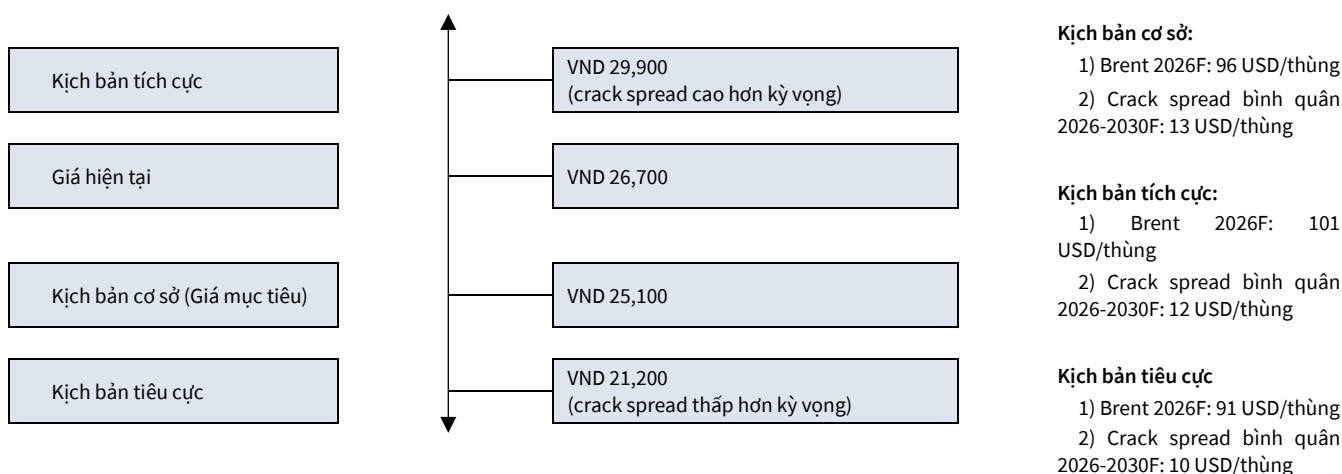 Kịch bản tích cực
VND 29,900
(crack spread cao hơn kỳ vọng)
Giá hiện tại
VND 26,700
Kịch bản cơ sở (Giá mục tiêu)
VND 25,100
Kịch bản tiêu cực
VND 21,200
(crack spread thấp hơn kỳ vọng)
Kịch bản cơ sở:
1) Brent 2026F: 96 USD/thùng
2) Crack spread bình quân
2026-2030F: 13 USD/thùng
Kịch bản tích cực:
1) Brent 2026F: 101
USD/thùng
2) Crack spread bình quân
2026-2030F: 12 USD/thùng
Kịch bản tiêu cực
1) Brent 2026F: 91 USD/thùng
2) Crack spread bình quân
2026-2030F: 10 USD/thùng